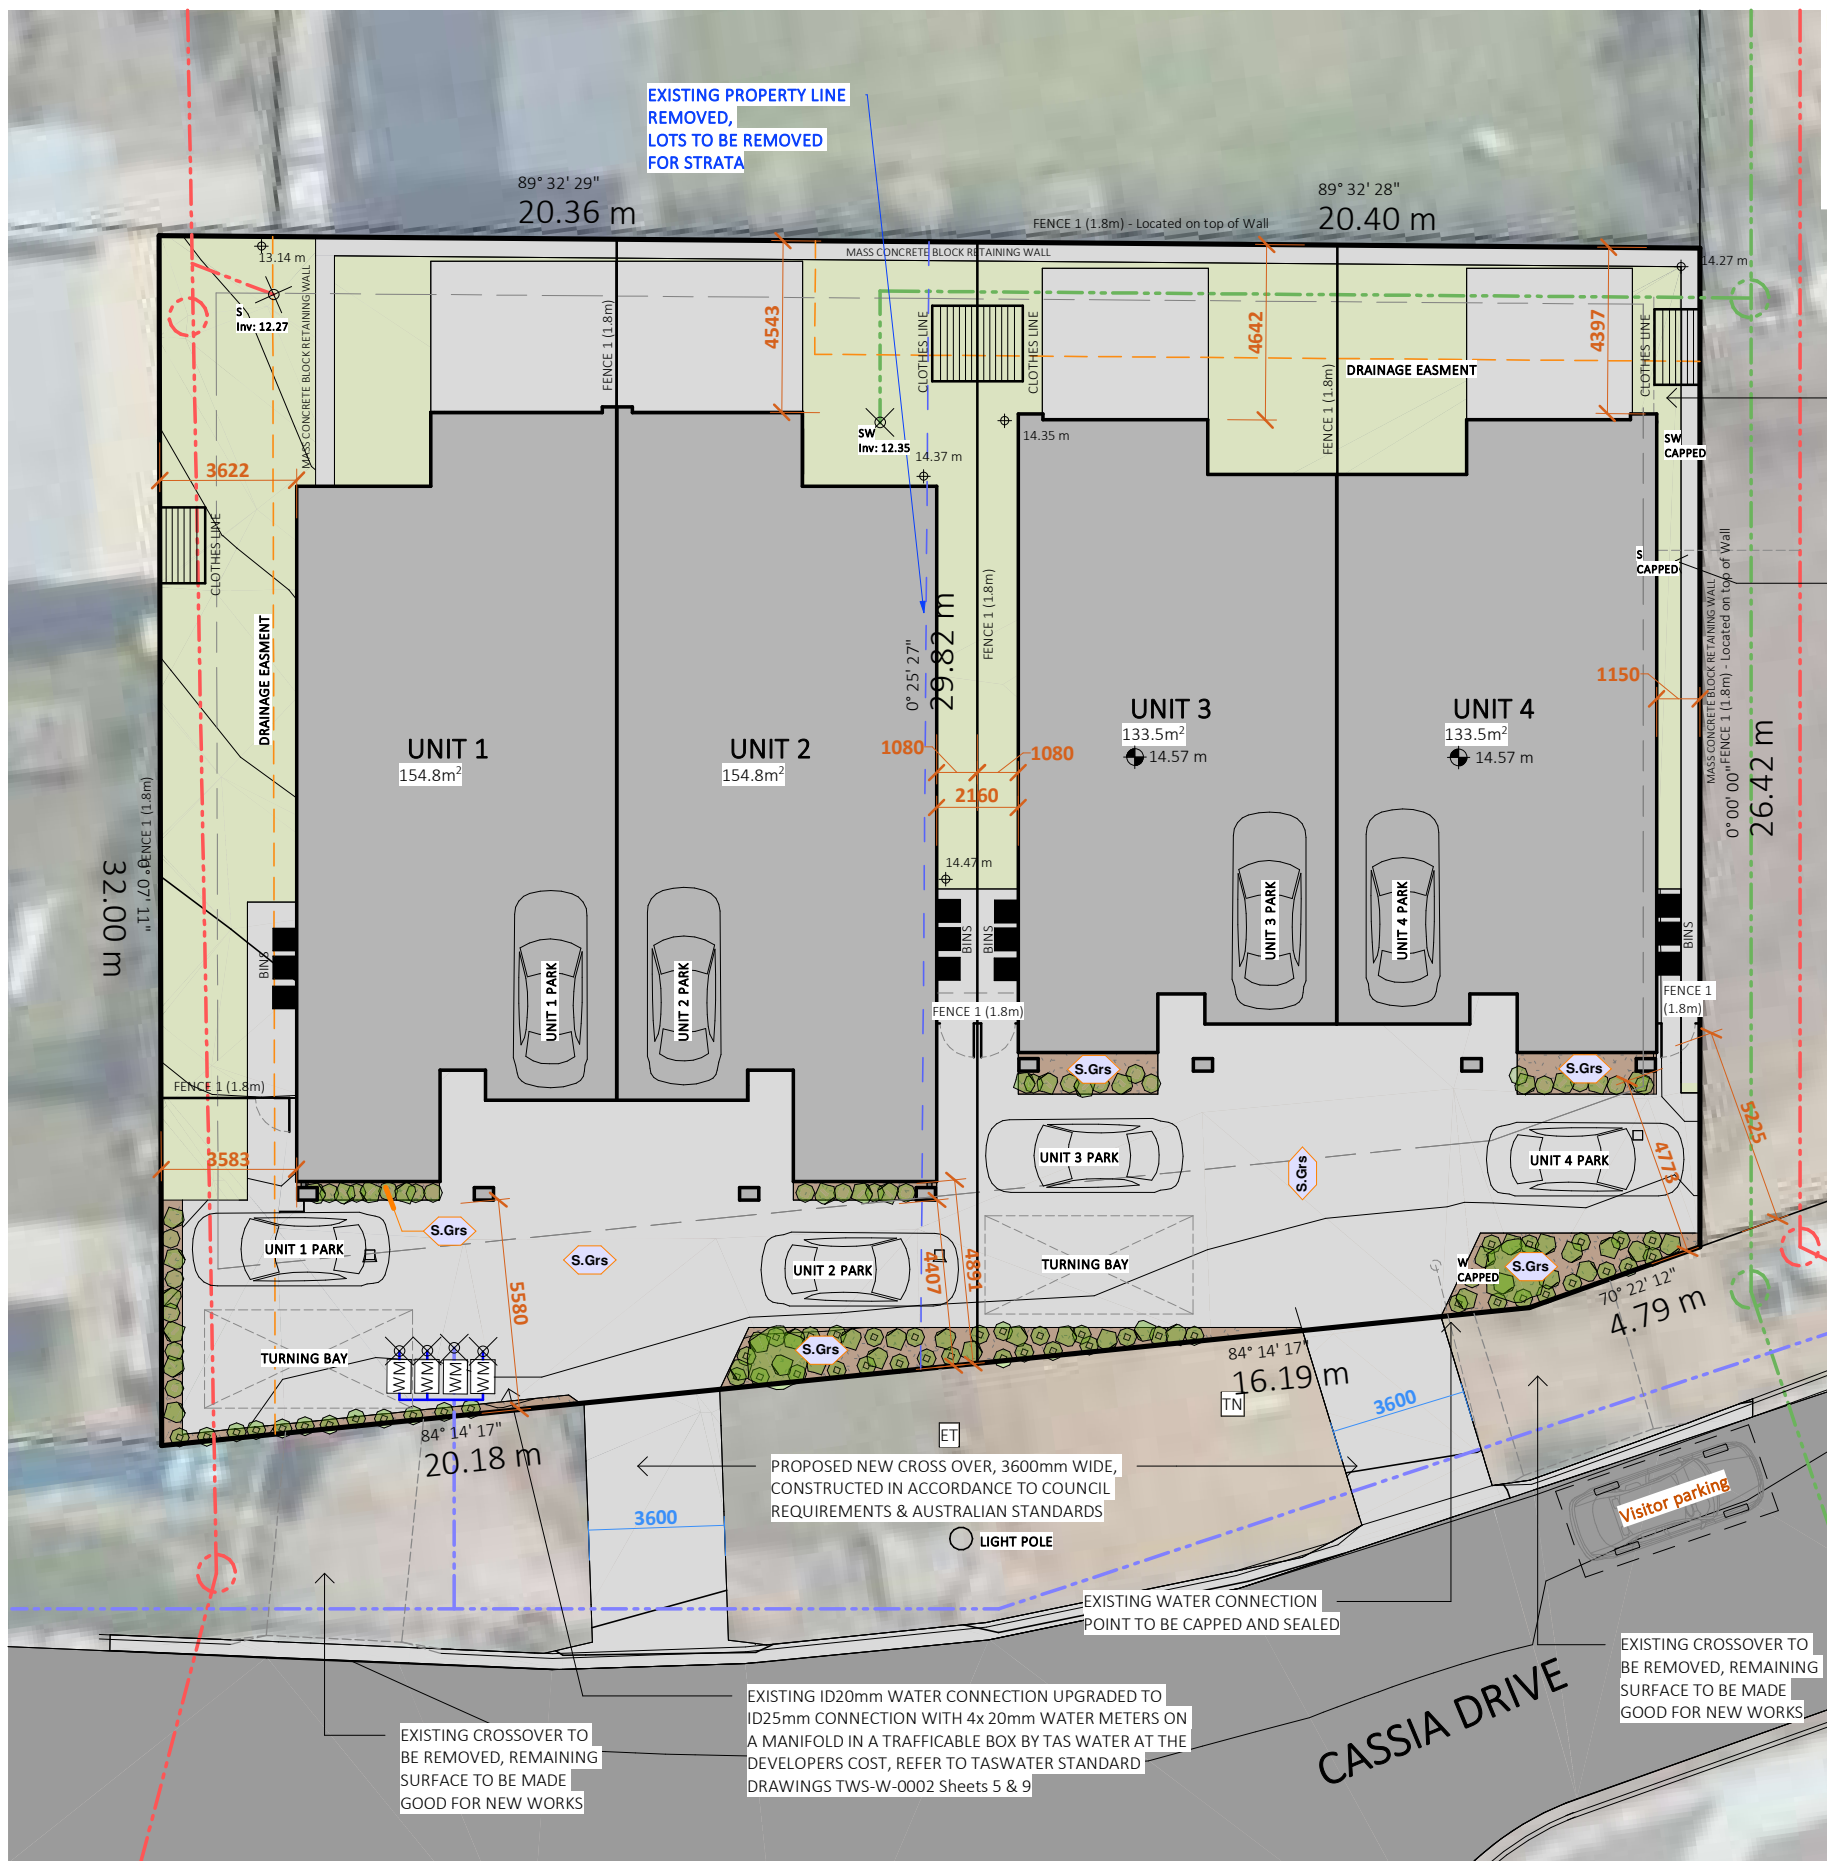 EXISTING PROPERTY LINE
REMOVED,
LOTS TO BE REMOVED
FOR STRATA
89° 32' 29"
20.36 m
89° 32' 28"
20.40 m
FENCE 1 (1.8m) - Located on top of Wall
MASS CONCRETE BLOCK RETAINING WALL
13.14 m
14.27 m
S
Inv: 12.27
MASS CONCRETE BLOCK RETAINING WALL
FENCE 1 (1.8m)
4543
CLOTHES LINE
CLOTHES LINE
4642
FENCE 1 (1.8m)
DRAINAGE EASMENT
4397
CLOTHES LINE
SW
Inv: 12.35
14.37 m
14.35 m
SW
CAPPED
3622
CLOTHES LINE
S
CAPPED
DRAINAGE EASMENT
0° 25' 27"
29.82 m
FENCE 1 (1.8m)
1150
MASS CONCRETE BLOCK RETAINING WALL
FENCE 1 (1.8m) - Located on top of Wall
0° 00' 00"
26.42 m
UNIT 1
154.8m²
UNIT 2
154.8m²
UNIT 3
133.5m²
14.57 m
UNIT 4
133.5m²
14.57 m
1080
1080
2160
14.47 m
FENCE 1 (1.8m)
0° 07' 11"
32.00 m
BINS
UNIT 1 PARK
UNIT 2 PARK
BINS
BINS
UNIT 3 PARK
UNIT 4 PARK
BINS
FENCE 1 (1.8m)
FENCE 1
(1.8m)
FENCE 1 (1.8m)
S.Grs
S.Grs
5225
3583
UNIT 3 PARK
S.Grs
UNIT 4 PARK
4773
S.Grs
UNIT 1 PARK
S.Grs
5580
UNIT 2 PARK
4407
4891
TURNING BAY
W
CAPPED
S.Grs
70° 22' 12"
4.79 m
TURNING BAY
WM
WM
WM
WM
S.Grs
84° 14' 17"
16.19 m
3600
TN
84° 14' 17"
20.18 m
ET
PROPOSED NEW CROSS OVER, 3600mm WIDE,
CONSTRUCTED IN ACCORDANCE TO COUNCIL
REQUIREMENTS & AUSTRALIAN STANDARDS
3600
LIGHT POLE
Visitor parking
EXISTING WATER CONNECTION
POINT TO BE CAPPED AND SEALED
EXISTING CROSSOVER TO
BE REMOVED, REMAINING
SURFACE TO BE MADE
GOOD FOR NEW WORKS
CASSIA DRIVE
EXISTING ID20mm WATER CONNECTION UPGRADED TO
ID25mm CONNECTION WITH 4x 20mm WATER METERS ON
A MANIFOLD IN A TRAFFICABLE BOX BY TAS WATER AT THE
DEVELOPERS COST, REFER TO TASWATER STANDARD
DRAWINGS TWS-W-0002 Sheets 5 & 9
EXISTING CROSSOVER TO
BE REMOVED, REMAINING
SURFACE TO BE MADE
GOOD FOR NEW WORKS